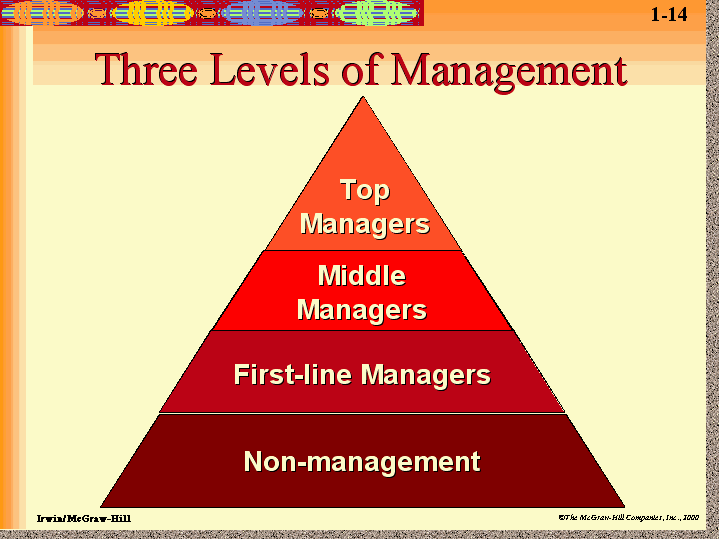 1-14
Three Levels of Management
Top
Managers
Middle
Managers
First-line Managers
Non-management
Irwin/McGraw-Hill
©The McGraw-Hill Companies, Inc., 2000